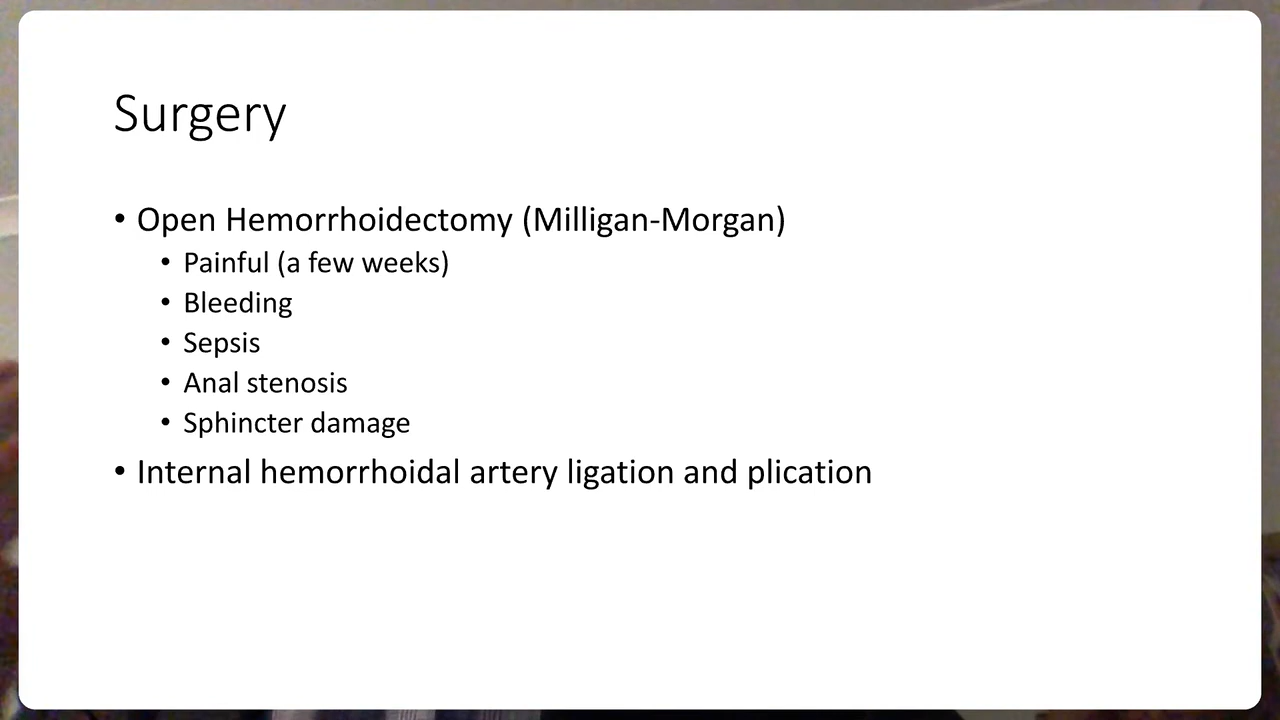 Surgery
• Open Hemorrhoidectomy (Milligan-Morgan)
• Painful (a few weeks)
• Bleeding
• Sepsis
• Anal stenosis
• Sphincter damage
• Internal hemorrhoidal artery ligation and plication